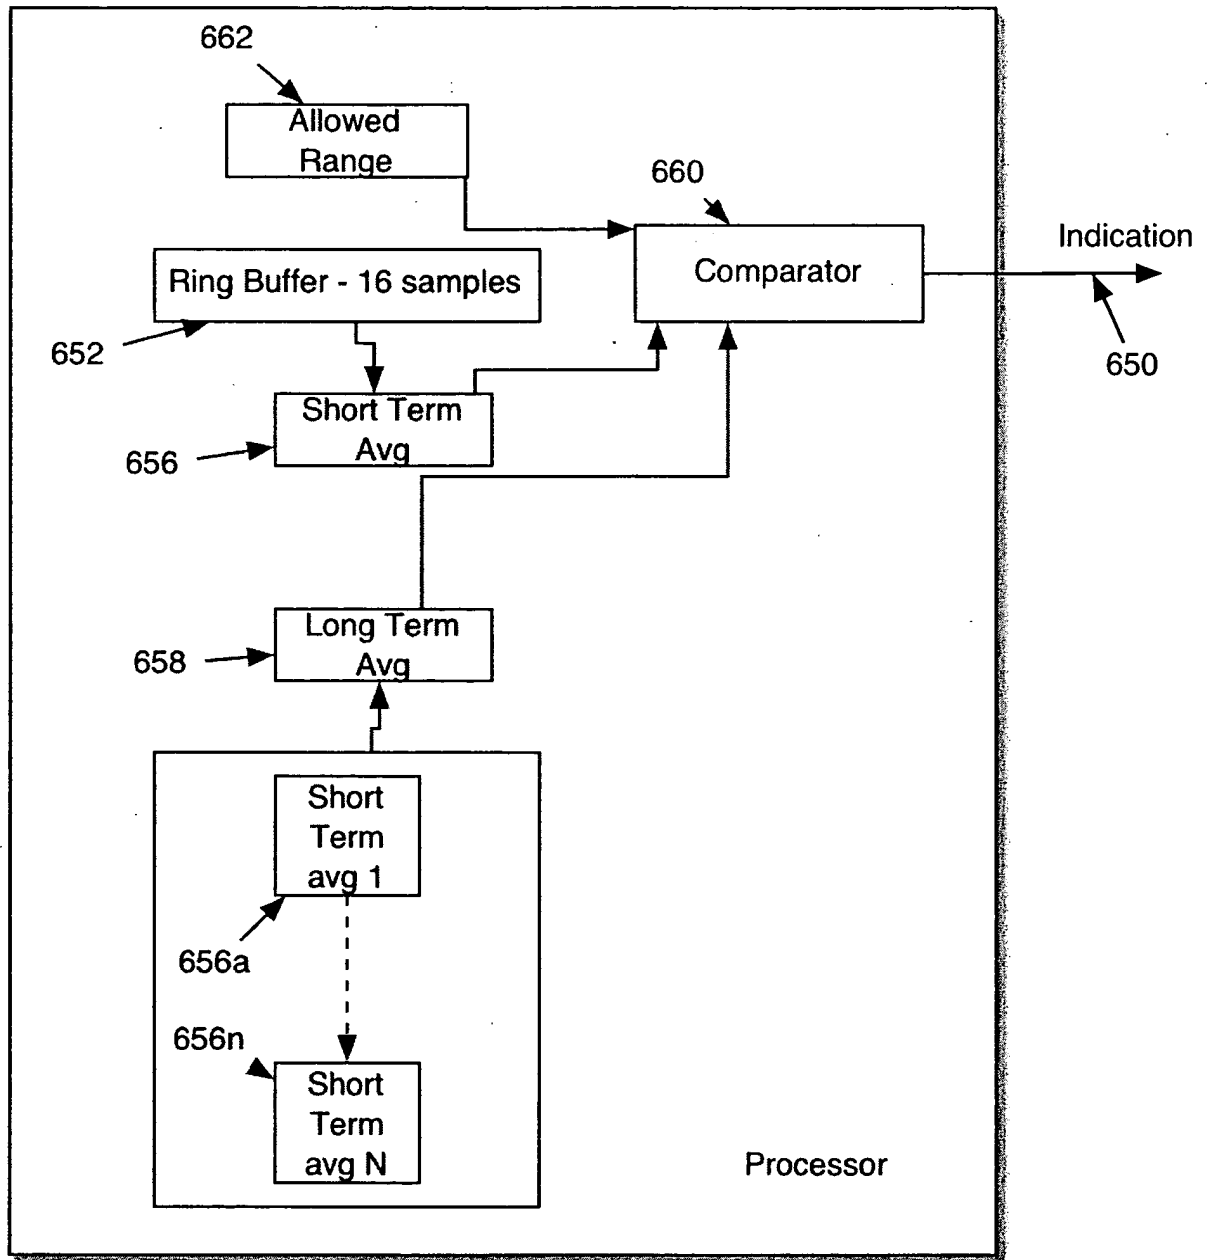 662
Allowed
Range
660
Indication
Comparator
Ring Buffer - 16 samples
652
650
Short Term
Avg
656
Long Term
Avg
658
Short
Term
avg 1
656a
656n
Short
Term
avg N
Processor